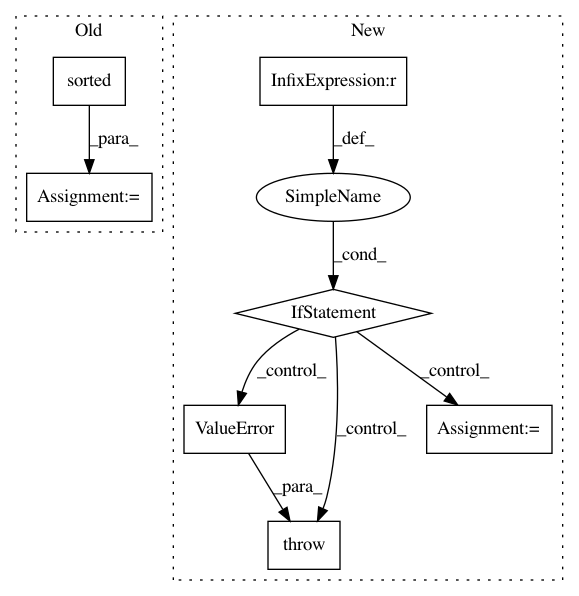 Old
New
sorted
InfixExpression:r
_para_
_def_
Assignment:=
SimpleName
_cond_
IfStatement
_control_
_control_
_control_
ValueError
Assignment:=
_para_
throw